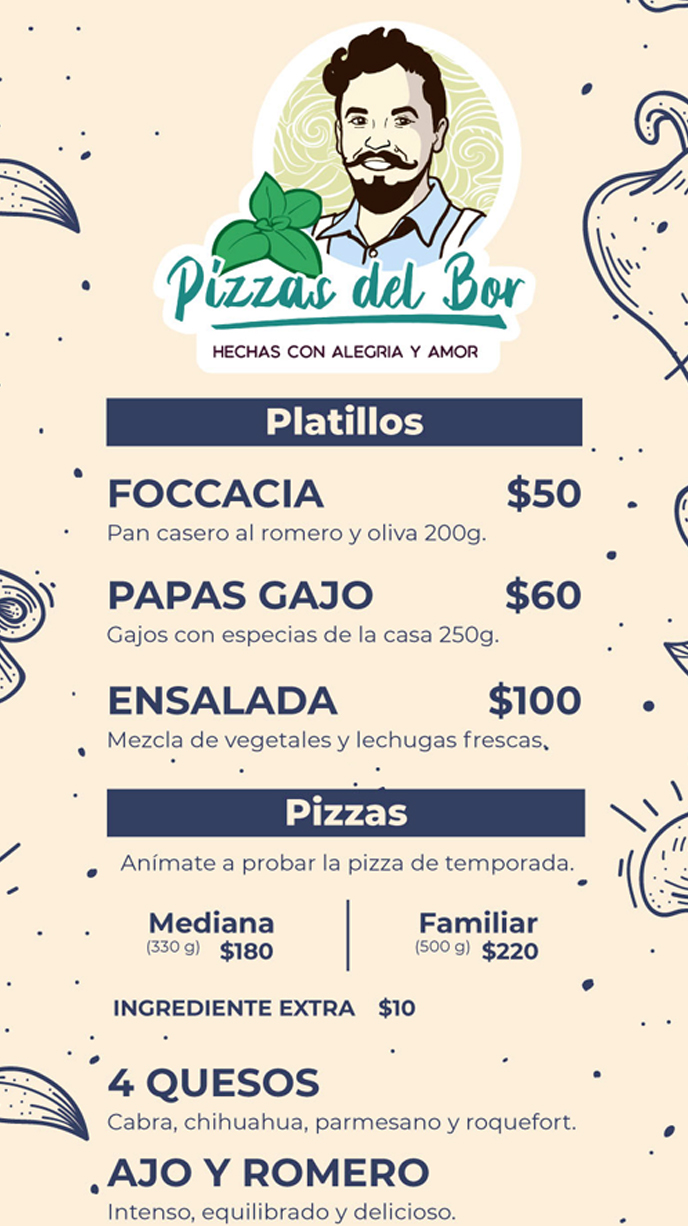 Pizzas del Bor
HECHAS CON ALEGRIA Y AMOR
Platillos
FOCCACIA $50
Pan casero al romero y oliva 200g.
PAPAS GAJO $60
Gajos con especias de la casa 250g.
ENSALADA $100
Mezcla de vegetales y lechugas frescas.
Pizzas
Anímate a probar la pizza de temporada.
Mediana Familiar
(330 g) $180 (500 g) $220
INGREDIENTE EXTRA $10
4 QUESOS
Cabra, chihuahua, parmesano y roquefort.
AJO Y ROMERO
Intenso, equilibrado y delicioso.